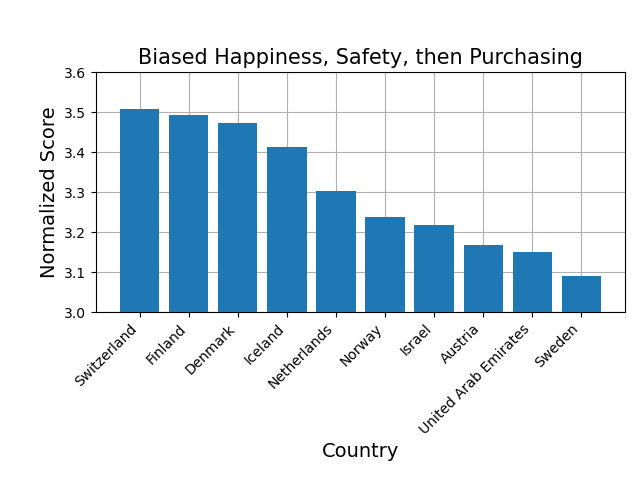 Biased Happiness, Safety, then Purchasing
Normalized Score
3.6
3.5
3.4
3.3
3.2
3.1
3.0
Switzerland
Finland
Denmark
Iceland
Netherlands
Norway
Israel
Austria
United Arab Emirates
Sweden
Country